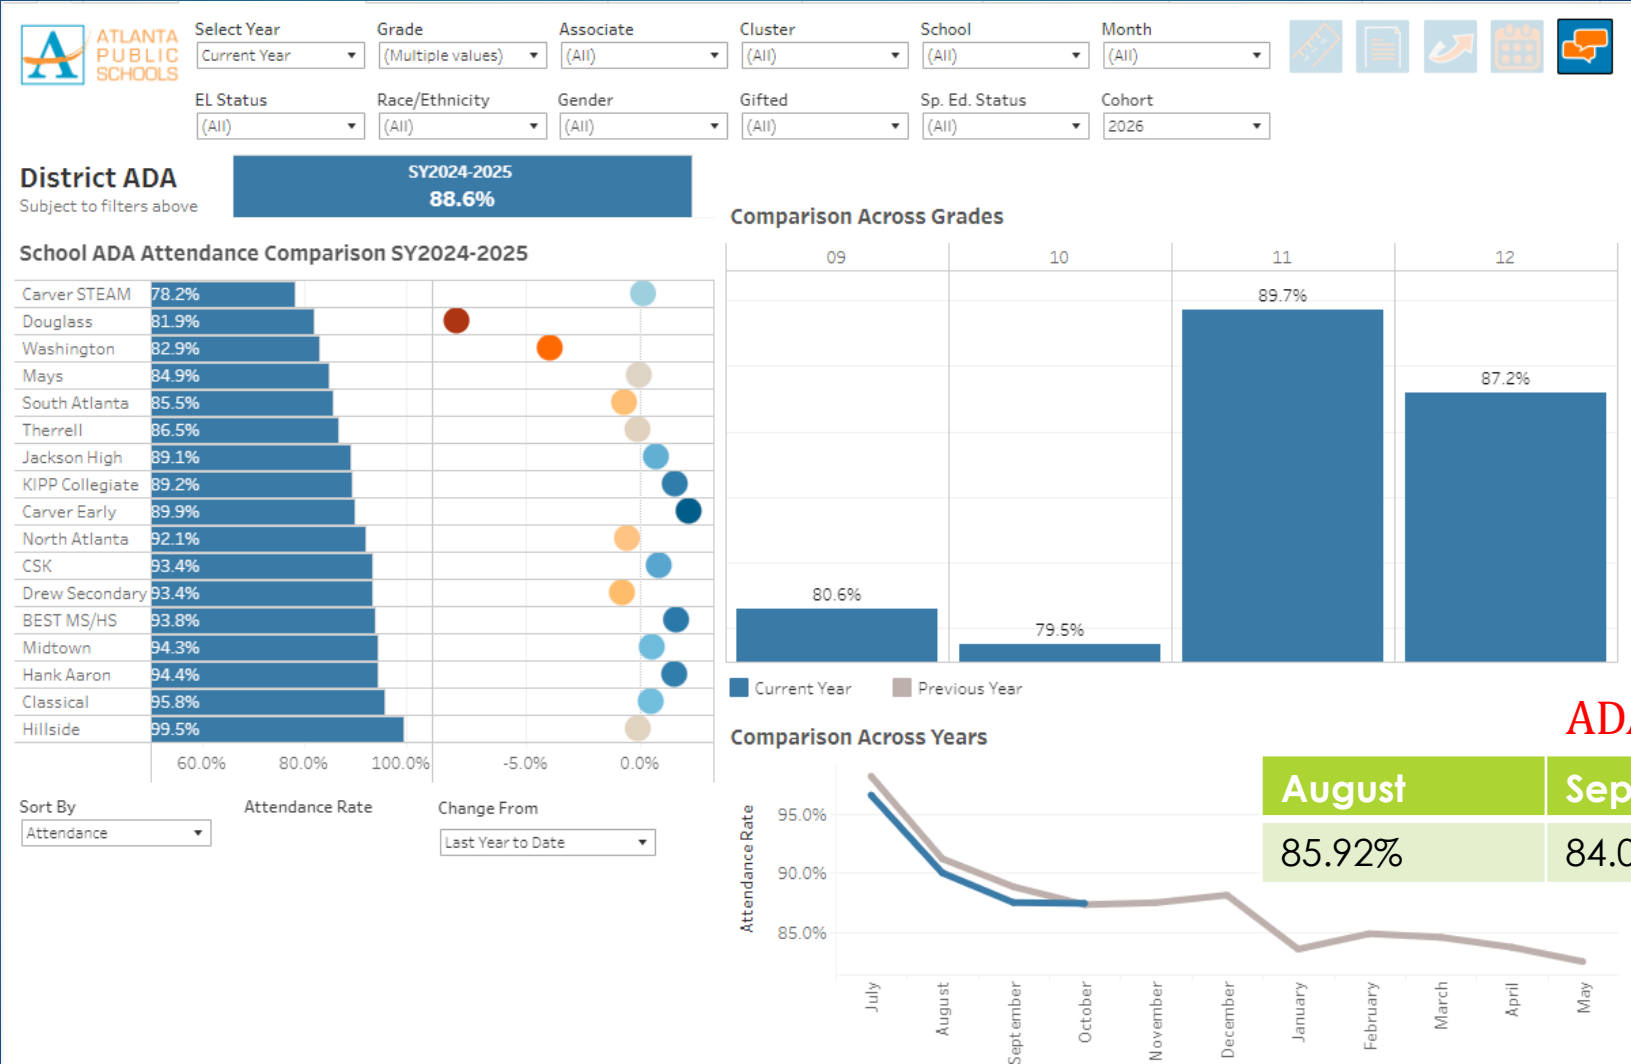 ATLANTA
PUBLIC
SCHOOLS
Select Year
Current Year
Grade
(Multiple values)
Associate
(All)
Cluster
(All)
School
(All)
Month
(All)
EL Status
(All)
Race/Ethnicity
(All)
Gender
(All)
Gifted
(All)
Sp. Ed. Status
(All)
Cohort
2026
District ADA
Subject to filters above
SY2024-2025
88.6%
School ADA Attendance Comparison SY2024-2025
Carver STEAM 78.2%
Douglass 81.9%
Washington 82.9%
Mays 84.9%
South Atlanta 85.5%
Therrell 86.5%
Jackson High 89.1%
KIPP Collegiate 89.2%
Carver Early 89.9%
North Atlanta 92.1%
CSK 93.4%
Drew Secondary 93.4%
BEST MS/HS 93.8%
Midtown 94.3%
Hank Aaron 94.4%
Classical 95.8%
Hillside 99.5%
60.0% 80.0% 100.0% -5.0% 0.0%
Sort By
Attendance
Attendance Rate
Change From
Last Year to Date
Comparison Across Grades
09 10 11 12
80.6%
79.5%
89.7%
87.2%
Current Year Previous Year
Comparison Across Years
Attendance Rate
95.0%
90.0%
85.0%
July
August
September
October
November
December
January
February
March
April
May
ADA
August Sep
85.92% 84.0